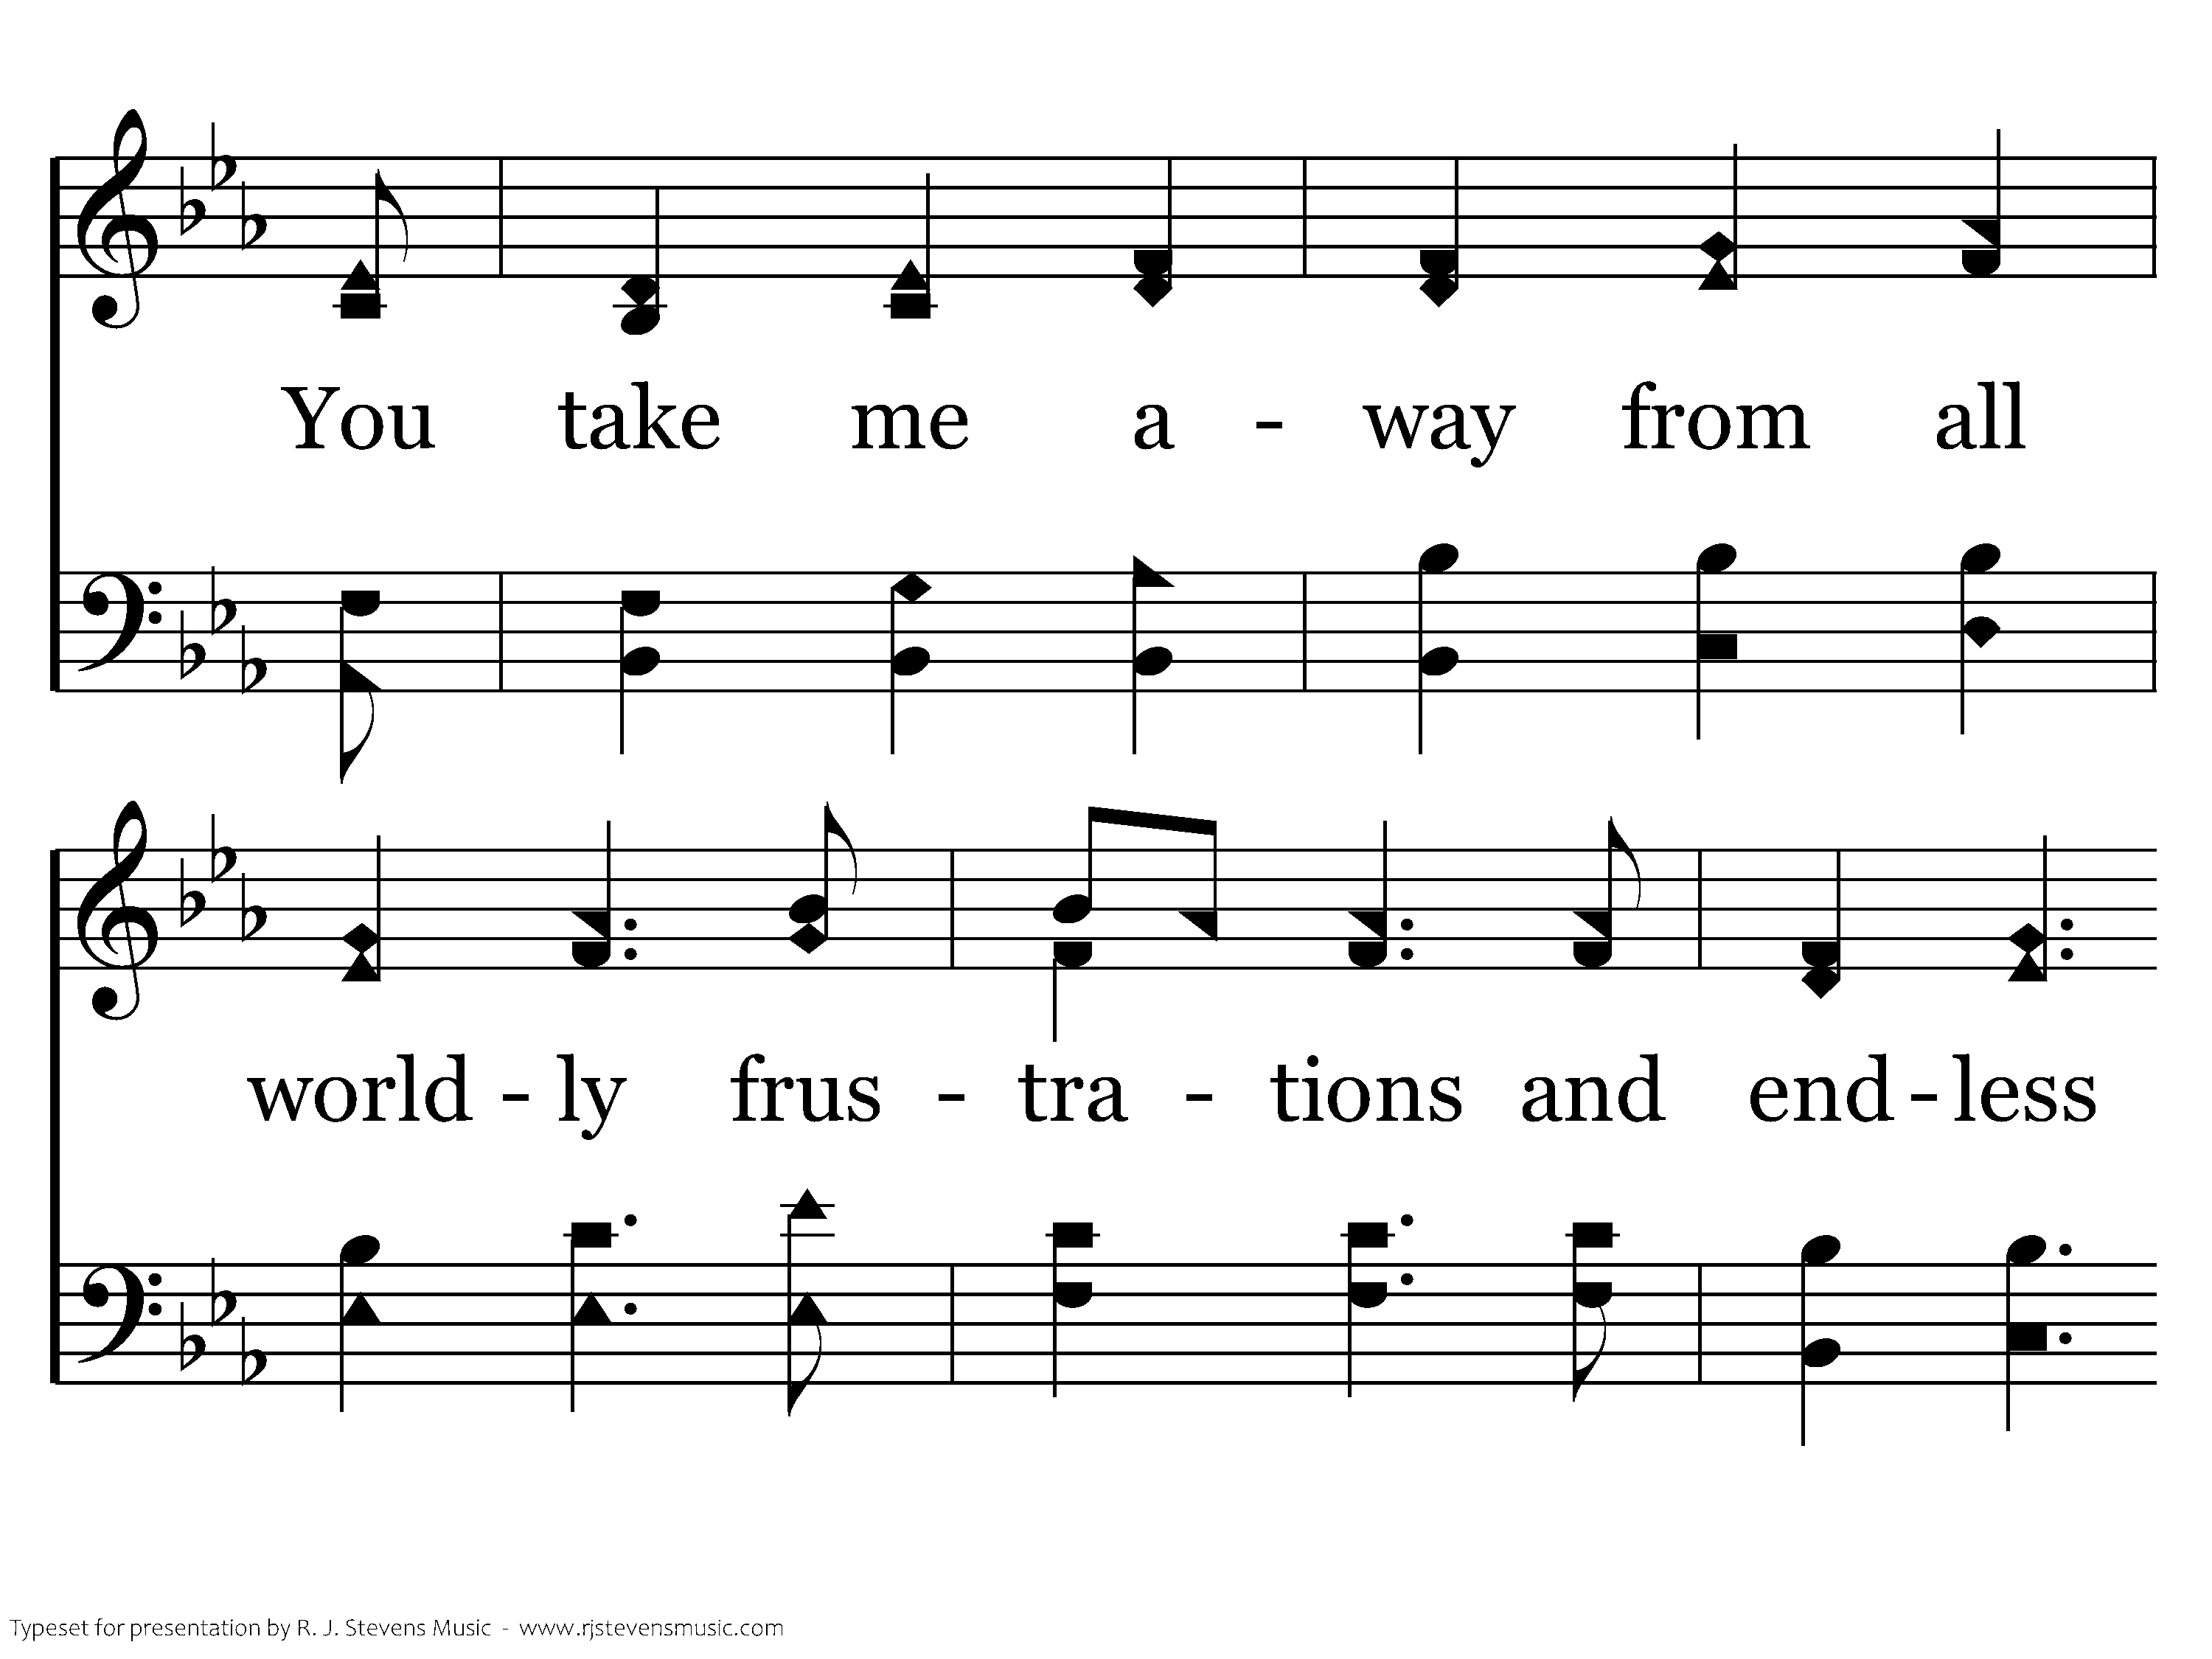 You take me a - way from all
world - ly frus - tra - tions and end - less
Typeset for presentation by R. J. Stevens Music - www.rjstevensmusic.com